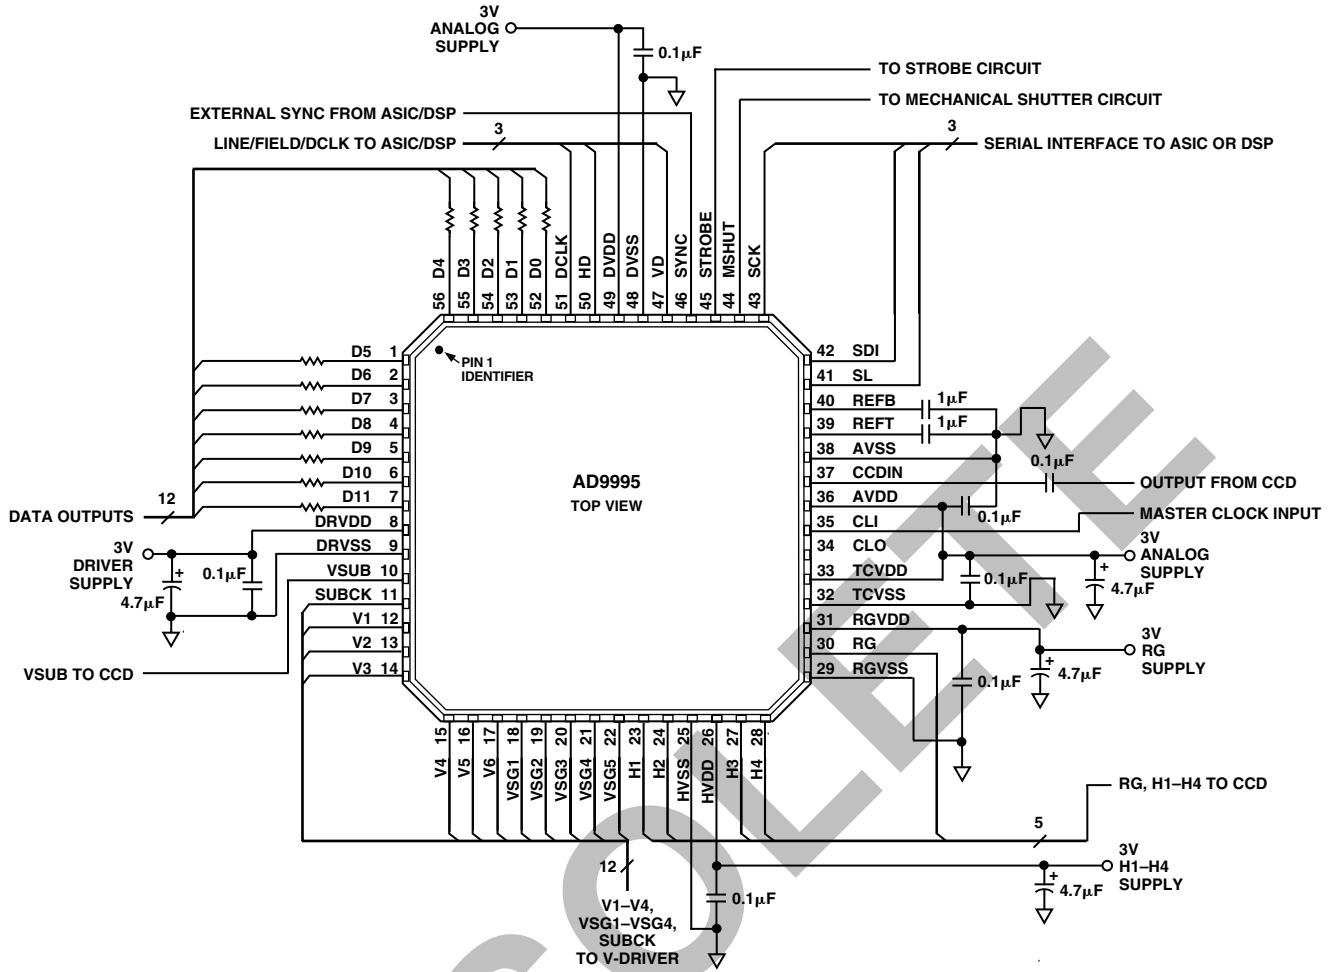 3V
ANALOG
SUPPLY
0.1µF
TO STROBE CIRCUIT
TO MECHANICAL SHUTTER CIRCUIT
EXTERNAL SYNC FROM ASIC/DSP
3
LINE/FIELD/DCLK TO ASIC/DSP
3
SERIAL INTERFACE TO ASIC OR DSP
56 D4
55 D3
54 D2
53 D1
52 D0
51 DCLK
50 HD
49 DVDD
48 DVSS
47 VD
46 SYNC
45 STROBE
44 MSHUT
43 SCK
D5 1
D6 2
D7 3
D8 4
D9 5
D10 6
D11 7
DRVDD 8
DRVSS 9
VSUB 10
SUBCK 11
V1 12
V2 13
V3 14
12
DATA OUTPUTS
3V
DRIVER
SUPPLY
+
4.7µF
0.1µF
VSUB TO CCD
PIN 1
IDENTIFIER
AD9995
TOP VIEW
42 SDI
41 SL
40 REFB
39 REFT
38 AVSS
37 CCDIN
36 AVDD
35 CLI
34 CLO
33 TCVDD
32 TCVSS
31 RGVDD
30 RG
29 RGVSS
1µF
1µF
0.1µF
OUTPUT FROM CCD
0.1µF
MASTER CLOCK INPUT
3V
ANALOG
SUPPLY
0.1µF
+
4.7µF
3V
RG
SUPPLY
0.1µF
+
4.7µF
15 V4
16 V5
17 V6
18 VSG1
19 VSG2
20 VSG3
21 VSG4
22 VSG5
23 H1
24 H2
25 HVSS
26 HVDD
27 H3
28 H4
RG, H1–H4 TO CCD
5
3V
H1–H4
SUPPLY
+
4.7µF
0.1µF
12
V1–V4,
VSG1–VSG4,
SUBCK
TO V-DRIVER
OBSOLETE